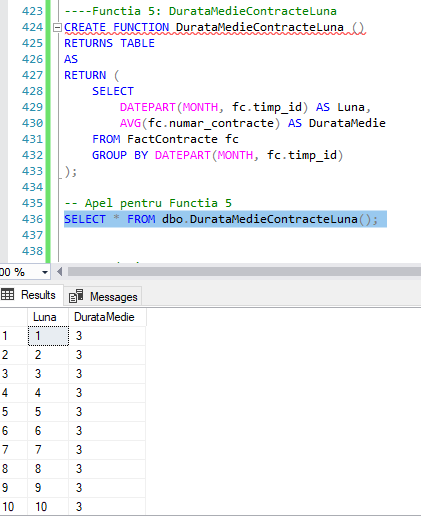 423 ----Functia 5: DurataMedieContracteLuna
424 CREATE FUNCTION DurataMedieContracteLuna ()
425 RETURNS TABLE
426 AS
427 RETURN (
428 SELECT
429 DATEPART(MONTH, fc.timp_id) AS Luna,
430 AVG(fc.numar_contracte) AS DurataMedie
431 FROM FactContracte fc
432 GROUP BY DATEPART(MONTH, fc.timp_id)
433 );
434
435 -- Apel pentru Functia 5
436 SELECT * FROM dbo.DurataMedieContracteLuna();
437
438
00 %
Results Messages
Luna DurataMedie
1 1 3
2 2 3
3 3 3
4 4 3
5 5 3
6 6 3
7 7 3
8 8 3
9 9 3
10 10 3